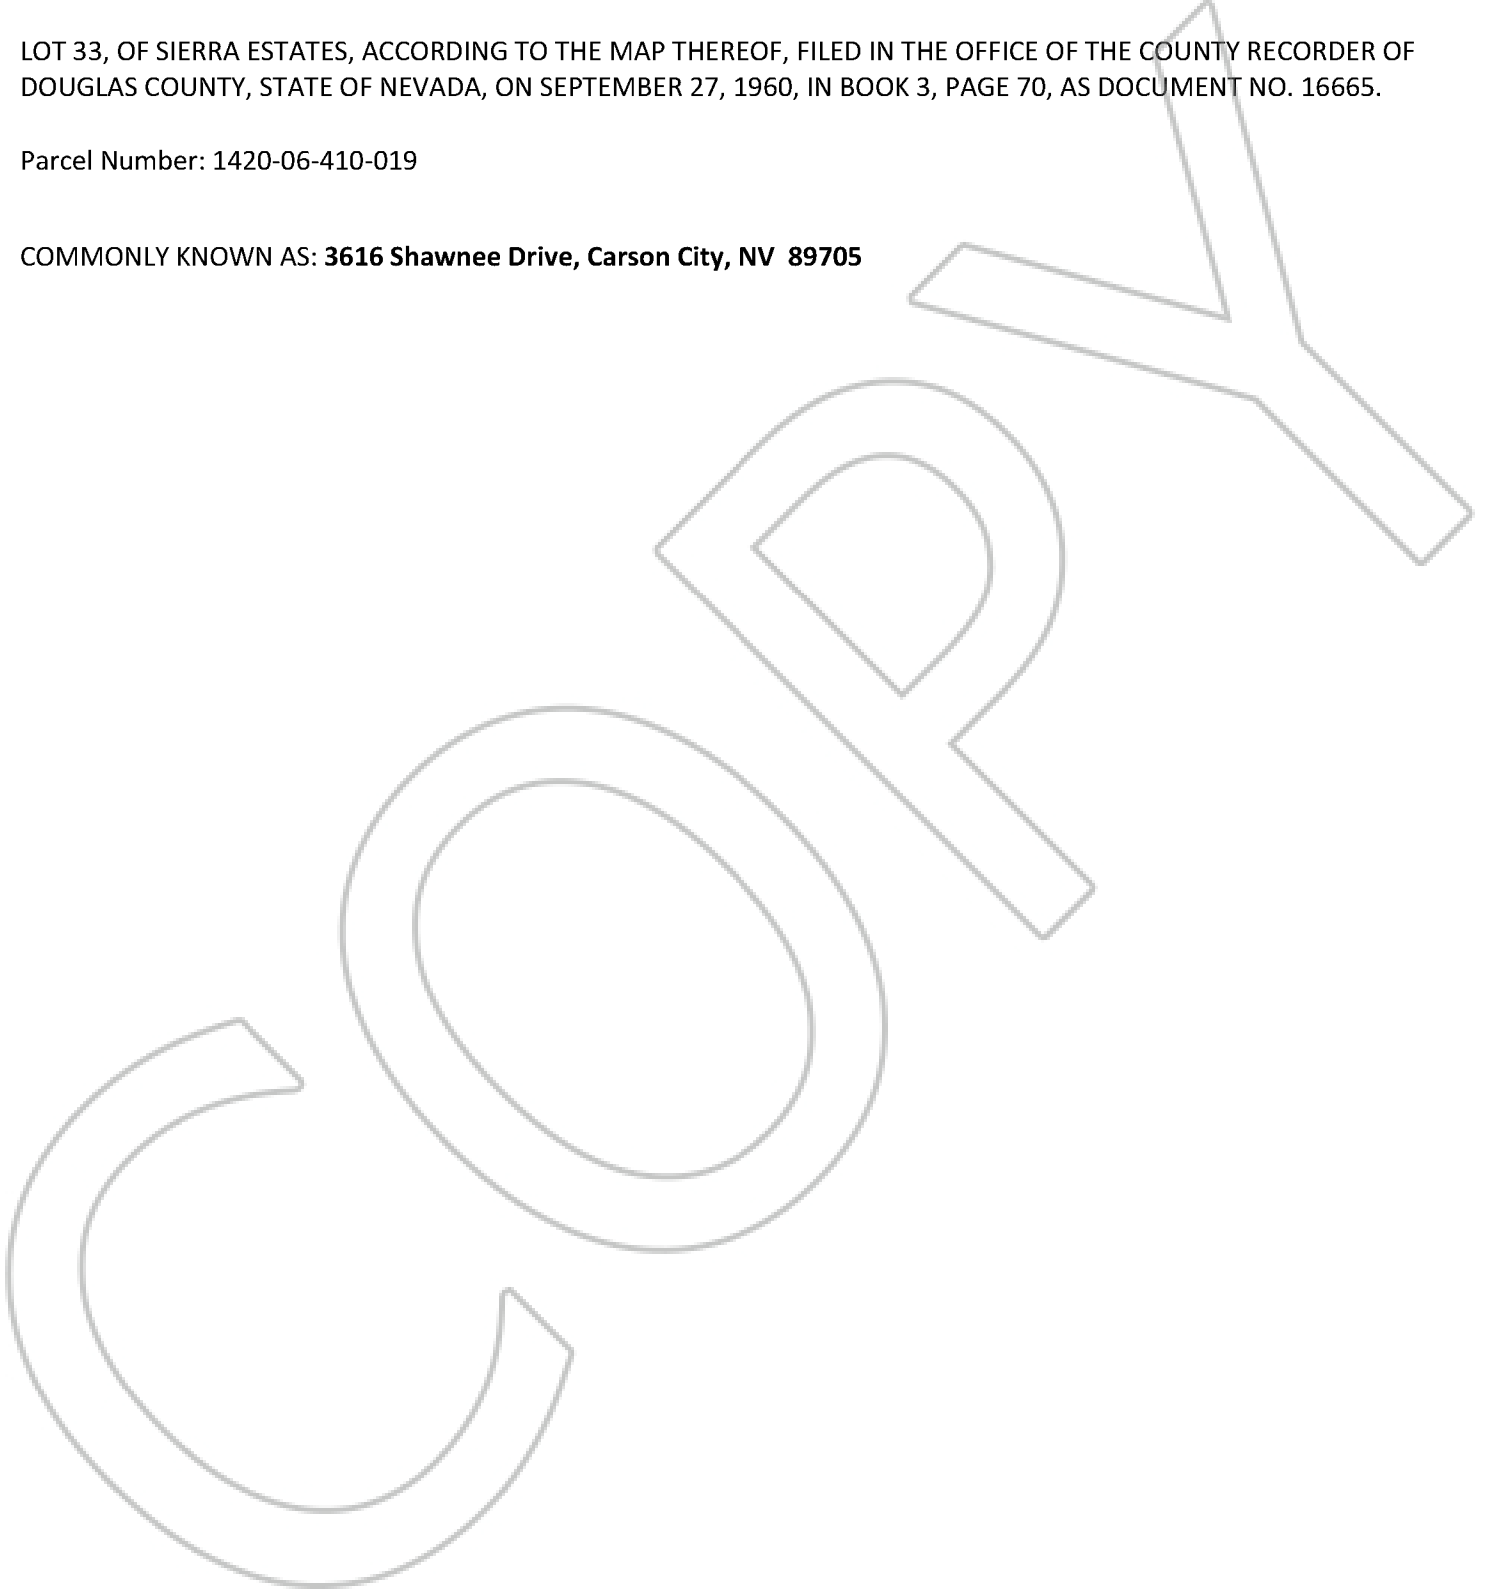 LOT 33, OF SIERRA ESTATES, ACCORDING TO THE MAP THEREOF, FILED IN THE OFFICE OF THE COUNTY RECORDER OF
DOUGLAS COUNTY, STATE OF NEVADA, ON SEPTEMBER 27, 1960, IN BOOK 3, PAGE 70, AS DOCUMENT NO. 16665.
Parcel Number: 1420-06-410-019
COMMONLY KNOWN AS: 3616 Shawnee Drive, Carson City, NV  89705
COPY